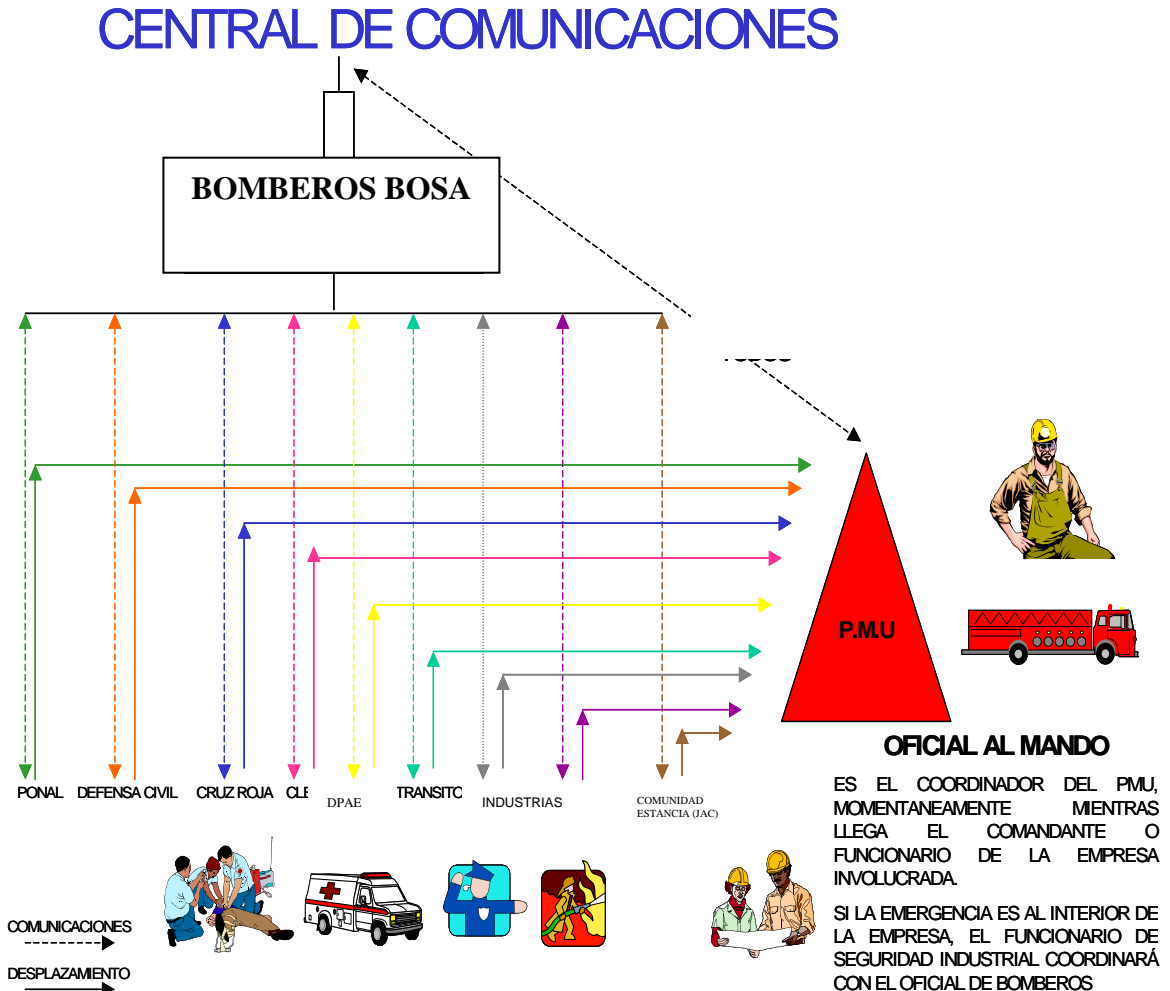 CENTRAL DE COMUNICACIONES
BOMBEROS BOSA
P.M.U
PONAL
DEFENSA CIVIL
CRUZ ROJA
CLE
DPAE
TRANSITO
INDUSTRIAS
COMUNIDAD
ESTANCIA (JAC)
OFICIAL AL MANDO
ES EL COORDINADOR DEL PMU,
MOMENTANEAMENTE MIENTRAS
LLEGA EL COMANDANTE O
FUNCIONARIO DE LA EMPRESA
INVOLUCRADA.
SI LA EMERGENCIA ES AL INTERIOR DE
LA EMPRESA, EL FUNCIONARIO DE
SEGURIDAD INDUSTRIAL COORDINARÁ
CON EL OFICIAL DE BOMBEROS
COMUNICACIONES
DESPLAZAMIENTO